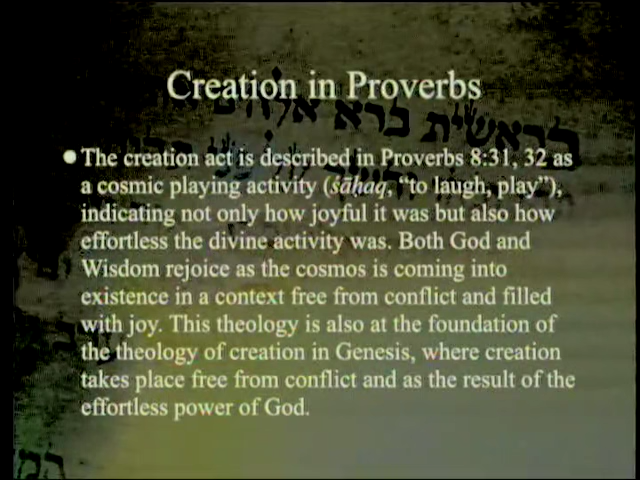 Creation in Proverbs
בראשית ברא אלהים
• The creation act is described in Proverbs 8:31, 32 as
a cosmic playing activity (śāḥaq, “to laugh, play”),
indicating not only how joyful it was but also how
effortless the divine activity was. Both God and
Wisdom rejoice as the cosmos is coming into
existence in a context free from conflict and filled
with joy. This theology is also at the foundation of
the theology of creation in Genesis, where creation
takes place free from conflict and as the result of the
effortless power of God.